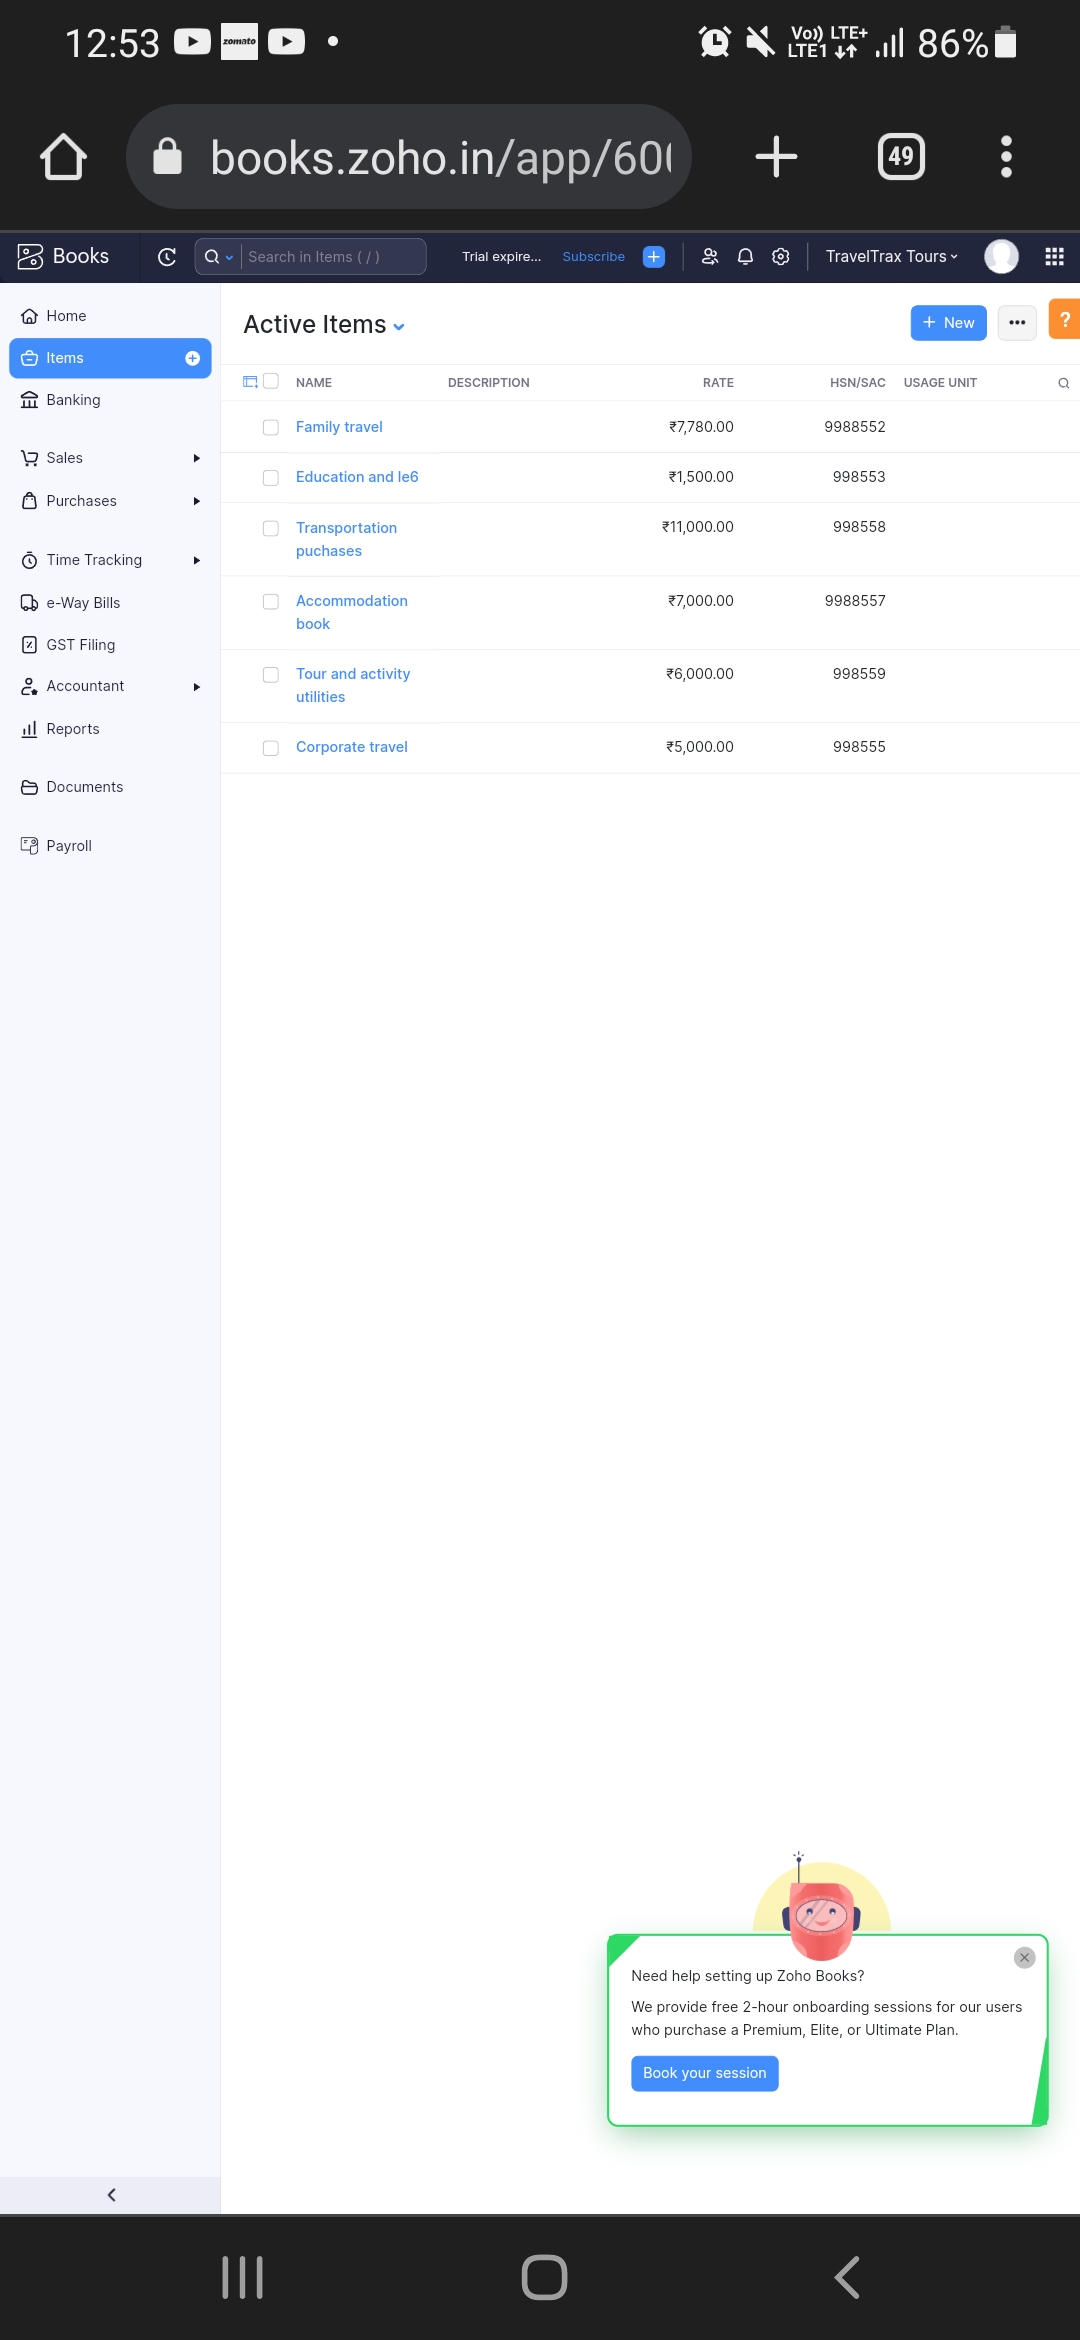 12:53
zomato
Vo)) LTE+
LTE1
86%
books.zoho.in/app/60
49
Books
Search in Items ( / )
Trial expire...
Subscribe
TravelTrax Tours
Home
Items
Banking
Sales
Purchases
Time Tracking
e-Way Bills
GST Filing
Accountant
Reports
Documents
Payroll
Active Items
+ New
?
NAME DESCRIPTION RATE HSN/SAC USAGE UNIT
Family travel ₹7,780.00 9988552
Education and le6 ₹1,500.00 998553
Transportation ₹11,000.00 998558
puchases
Accommodation ₹7,000.00 9988557
book
Tour and activity ₹6,000.00 998559
utilities
Corporate travel ₹5,000.00 998555
Need help setting up Zoho Books?
We provide free 2-hour onboarding sessions for our users
who purchase a Premium, Elite, or Ultimate Plan.
Book your session